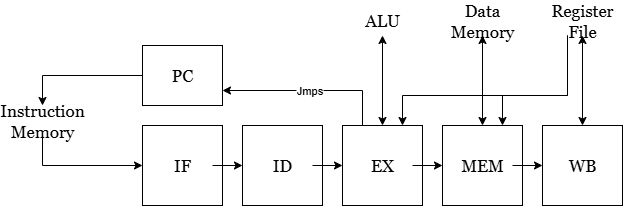 ALU
Data
Memory
Register
File
PC
Jmps
Instruction
Memory
IF
ID
EX
MEM
WB